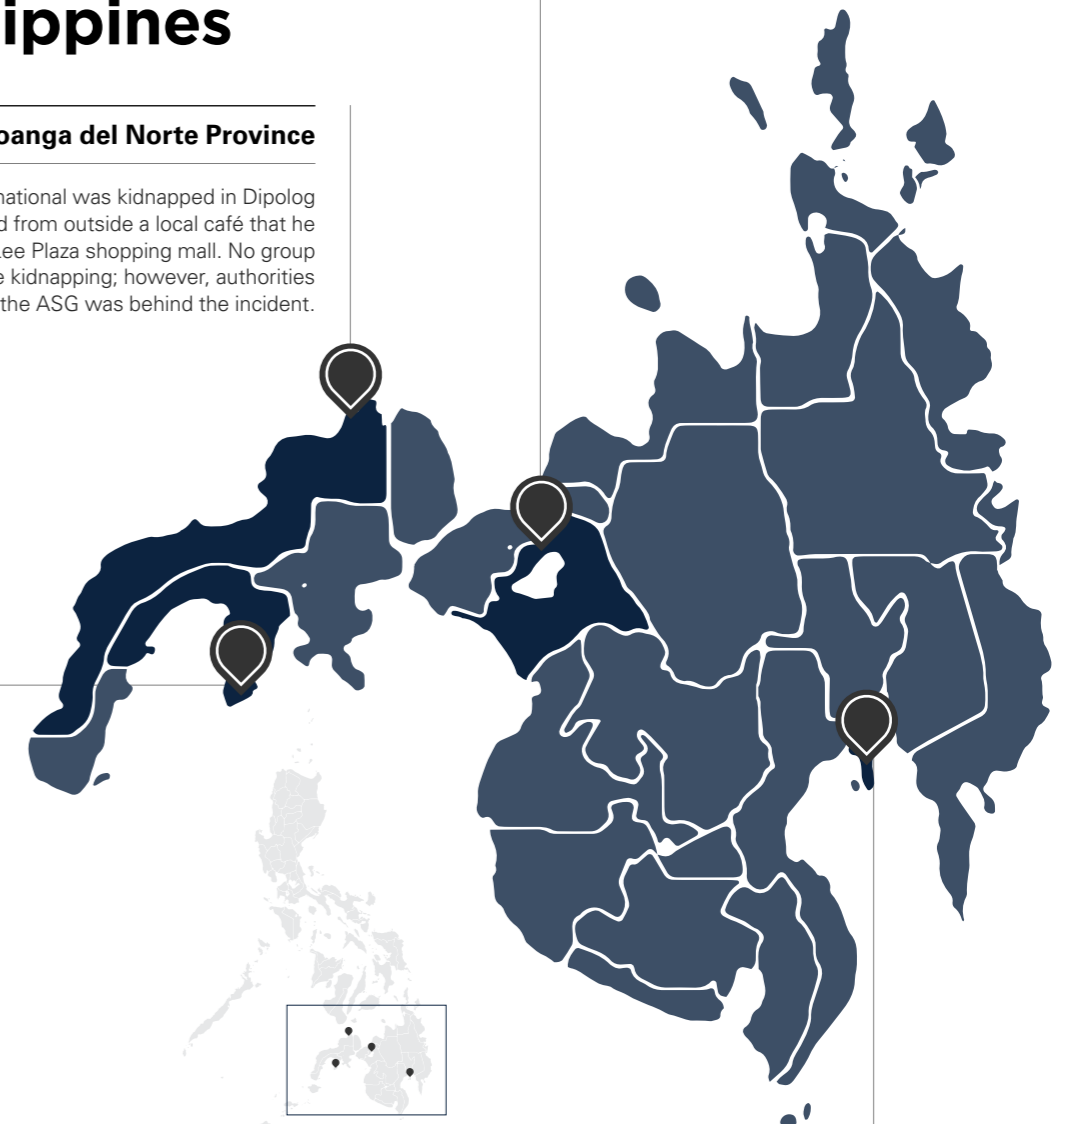 ippines
oanga del Norte Province
national was kidnapped in Dipolog
d from outside a local café that he
Lee Plaza shopping mall. No group
e kidnapping; however, authorities
the ASG was behind the incident.